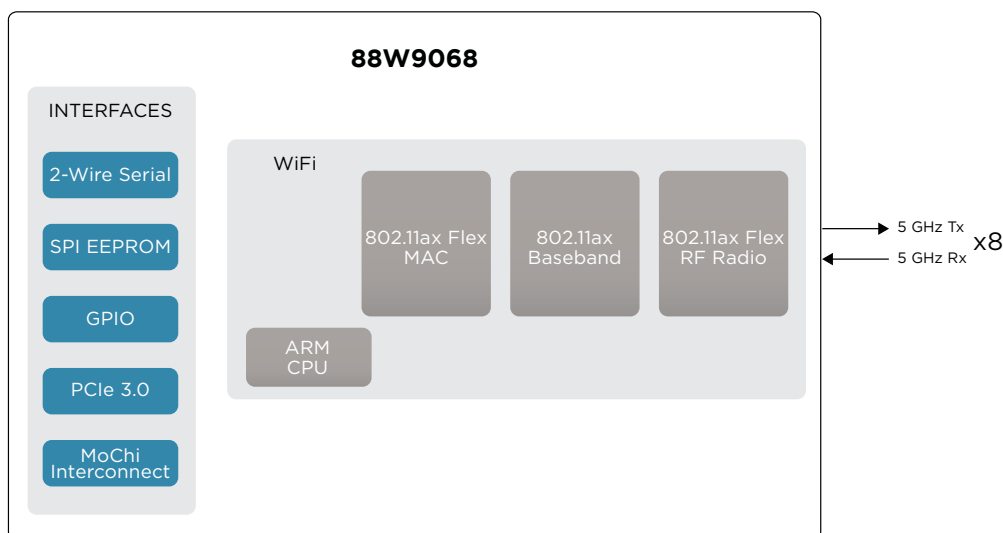 88W9068
INTERFACES
2-Wire Serial
SPI EEPROM
GPIO
PCIe 3.0
MoChi
Interconnect
WiFi
802.11ax Flex
MAC
802.11ax
Baseband
802.11ax Flex
RF Radio
ARM
CPU
5 GHz Tx
5 GHz Rx
x8